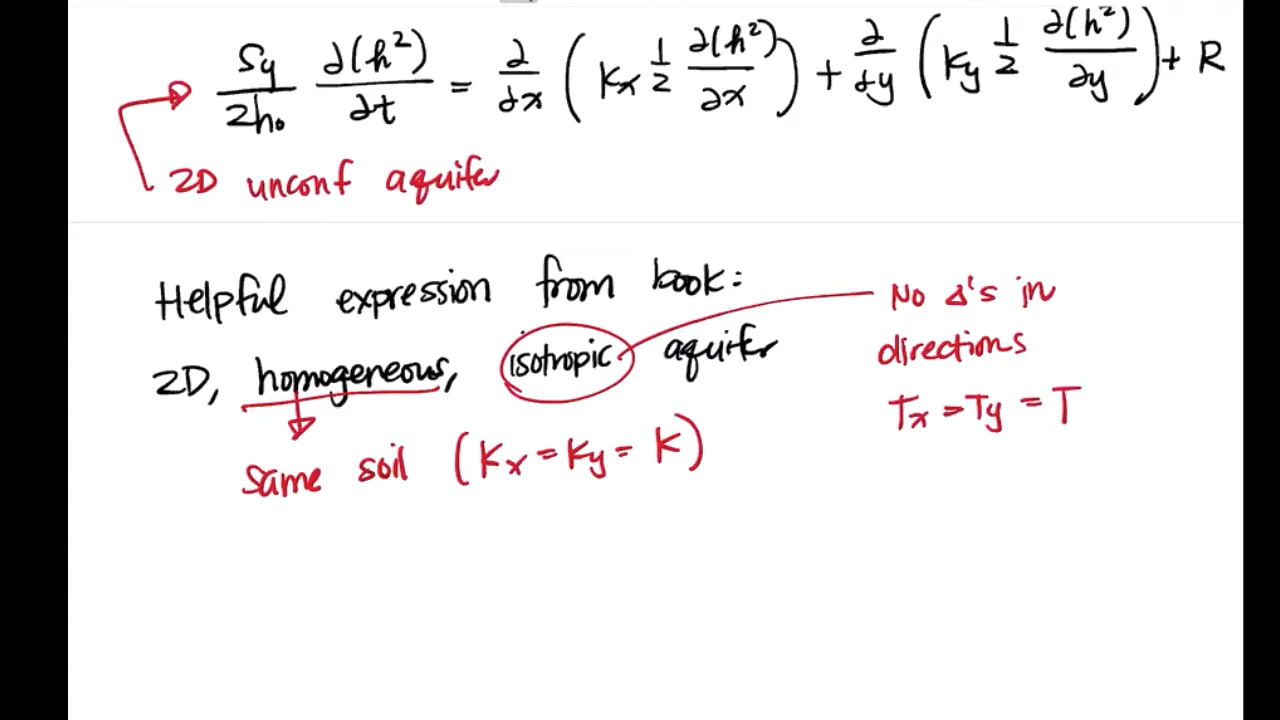 Sy/2h₀ ∂(h²)/∂t = ∂/∂x (Kx 1/2 ∂(h²)/∂x) + ∂/∂y (Ky 1/2 ∂(h²)/∂y) + R
2D unconf aquifer
Helpful expression from book:
2D, homogeneous, isotropic aquifer
No Δ's in
directions
Tx = Ty = T
same soil (Kx = Ky = K)